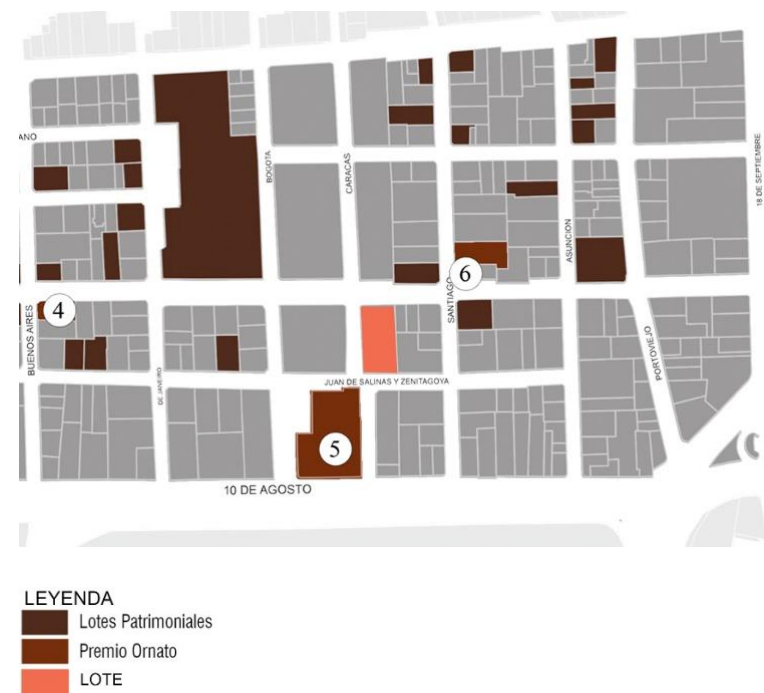 ANO
BOGOTA
CARACAS
18 DE SEPTIEMBRE
ASUNCION
6
4
SANTIAGO
BUENOS AIRES
PORTOVIEJO
DE JANEIRO
JUAN DE SALINAS Y ZENITAGOYA
5
10 DE AGOSTO
LEYENDA
Lotes Patrimoniales
Premio Ornato
LOTE